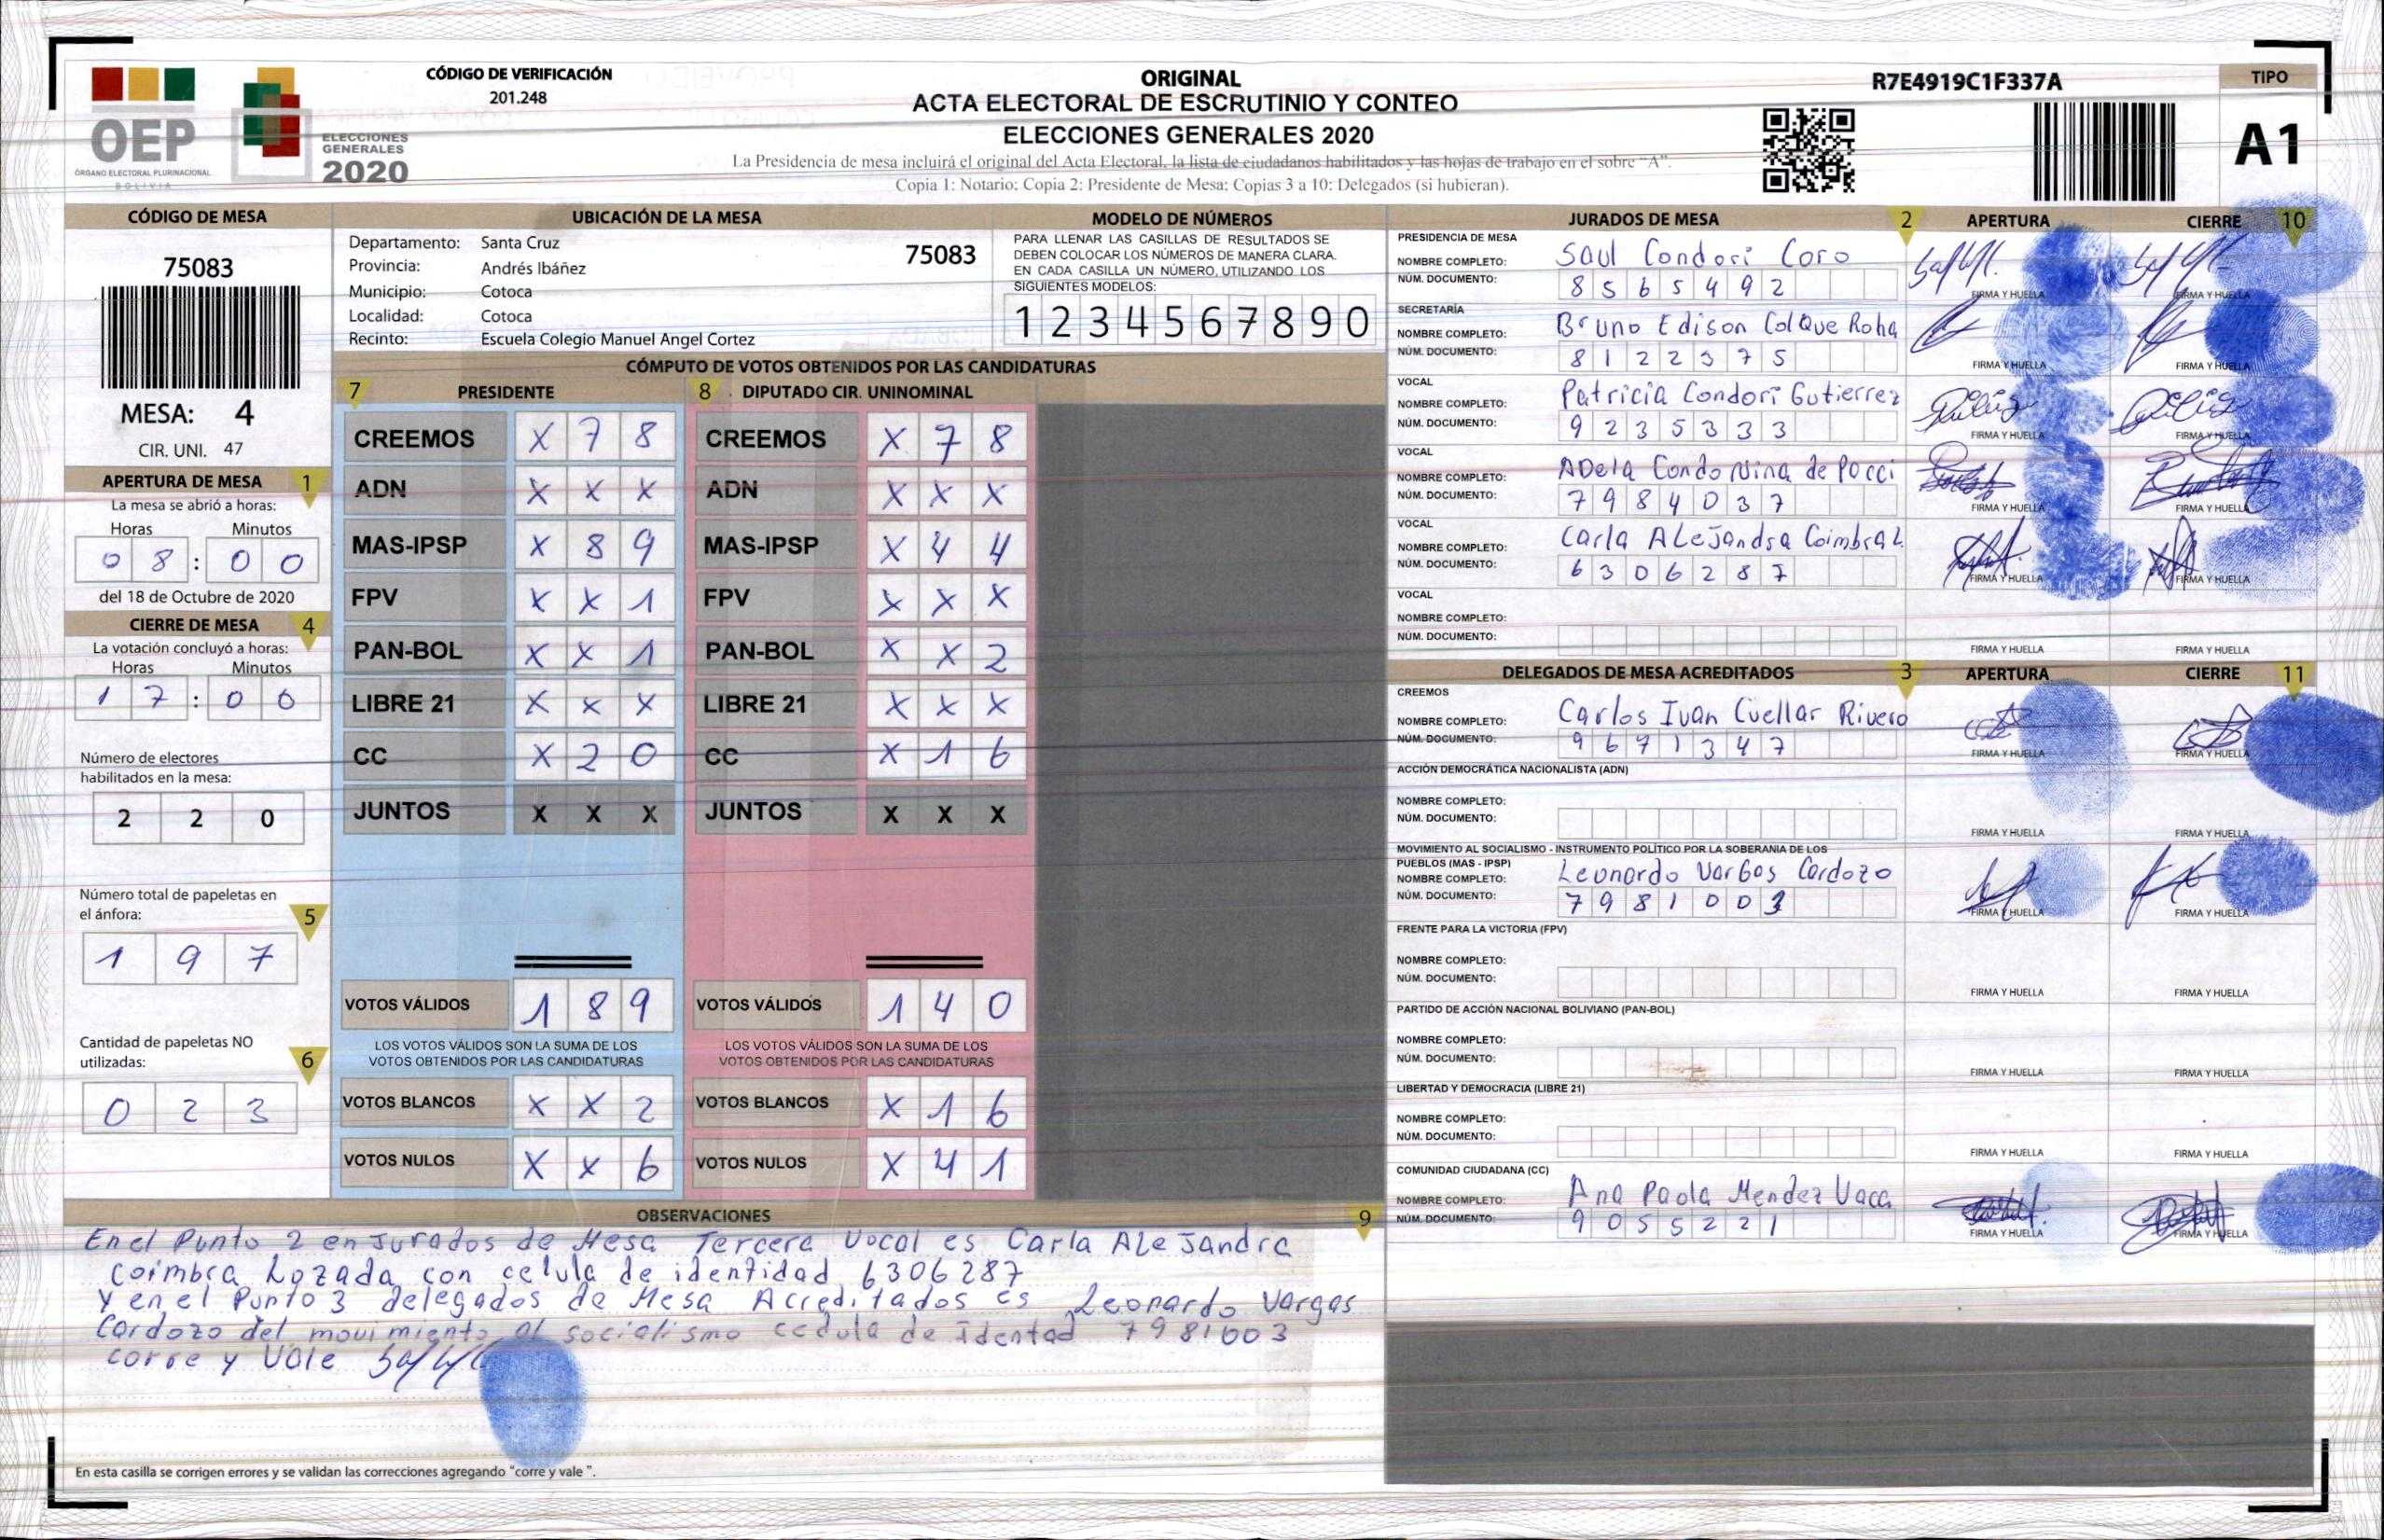 CÓDIGO DE VERIFICACIÓN
201.248
OEP
ÓRGANO ELECTORAL PLURINACIONAL
BOLIVIA
ELECCIONES
GENERALES
2020
ORIGINAL
ACTA ELECTORAL DE ESCRUTINIO Y CONTEO
ELECCIONES GENERALES 2020
La Presidencia de mesa incluirá el original del Acta Electoral, la lista de ciudadanos habilitados y las hojas de trabajo en el sobre "A".
Copia 1: Notario; Copia 2: Presidente de Mesa; Copias 3 a 10: Delegados (si hubieran).
R7E4919C1F337A
TIPO
A1
CÓDIGO DE MESA
75083
MESA: 4
CIR. UNI. 47
APERTURA DE MESA 1
La mesa se abrió a horas:
Horas Minutos
0 8 : 0 0
del 18 de Octubre de 2020
CIERRE DE MESA 4
La votación concluyó a horas:
Horas Minutos
1 7 : 0 6
Número de electores
habilitados en la mesa:
2 2 0
Número total de papeletas en
el ánfora: 5
1 9 7
Cantidad de papeletas NO
utilizadas: 6
0 2 3
UBICACIÓN DE LA MESA
Departamento: Santa Cruz 75083
Provincia: Andrés Ibáñez
Municipio: Cotoca
Localidad: Cotoca
Recinto: Escuela Colegio Manuel Angel Cortez
MODELO DE NÚMEROS
PARA LLENAR LAS CASILLAS DE RESULTADOS SE
DEBEN COLOCAR LOS NÚMEROS DE MANERA CLARA.
EN CADA CASILLA UN NÚMERO, UTILIZANDO LOS
SIGUIENTES MODELOS:
1 2 3 4 5 6 7 8 9 0
CÓMPUTO DE VOTOS OBTENIDOS POR LAS CANDIDATURAS
7 PRESIDENTE 8 DIPUTADO CIR. UNINOMINAL
CREEMOS X 7 8 CREEMOS X 7 8
ADN X X X ADN X X X
MAS-IPSP X 8 9 MAS-IPSP X 4 4
FPV X X 1 FPV X X X
PAN-BOL X X 1 PAN-BOL X X 2
LIBRE 21 X X X LIBRE 21 X X X
CC X 2 0 CC X 1 6
JUNTOS X X X JUNTOS X X X
VOTOS VÁLIDOS 1 8 9 VOTOS VÁLIDOS 1 4 0
LOS VOTOS VÁLIDOS SON LA SUMA DE LOS LOS VOTOS VÁLIDOS SON LA SUMA DE LOS
VOTOS OBTENIDOS POR LAS CANDIDATURAS VOTOS OBTENIDOS POR LAS CANDIDATURAS
VOTOS BLANCOS X X 2 VOTOS BLANCOS X 1 6
VOTOS NULOS X X 6 VOTOS NULOS X 4 1
OBSERVACIONES 9
En el Punto 2 en Jurados de Mesa Tercera Vocal es Carla ALeJandra
Coimbra Lozada con celula de identidad 6306287
Y en el Punto 3 delegados de Mesa Acreditados es Leonardo Vargas
Cardozo del movimiento al socialismo cedula de Identad 7981003
corre y Vale
En esta casilla se corrigen errores y se validan las correcciones agregando "corre y vale ".
JURADOS DE MESA 2 APERTURA CIERRE 10
PRESIDENCIA DE MESA
NOMBRE COMPLETO: Saul Condori Coro
NÚM. DOCUMENTO: 8 5 6 5 4 9 2
FIRMA Y HUELLA FIRMA Y HUELLA
SECRETARÍA
NOMBRE COMPLETO: Bruno Edison ColQue Roha
NÚM. DOCUMENTO: 8 1 2 2 3 7 5
FIRMA Y HUELLA FIRMA Y HUELLA
VOCAL
NOMBRE COMPLETO: Patricia Condori Gutierrez
NÚM. DOCUMENTO: 9 2 3 5 3 3 3
FIRMA Y HUELLA FIRMA Y HUELLA
VOCAL
NOMBRE COMPLETO: ADela Condo Nina de Pocci
NÚM. DOCUMENTO: 7 9 8 4 0 3 7
FIRMA Y HUELLA FIRMA Y HUELLA
VOCAL
NOMBRE COMPLETO: Carla ALeJandra Coimbra L
NÚM. DOCUMENTO: 6 3 0 6 2 8 7
FIRMA Y HUELLA FIRMA Y HUELLA
VOCAL
NOMBRE COMPLETO:
NÚM. DOCUMENTO:
FIRMA Y HUELLA FIRMA Y HUELLA
DELEGADOS DE MESA ACREDITADOS 3 APERTURA CIERRE 11
CREEMOS
NOMBRE COMPLETO: Carlos Ivan Cuellar Rivero
NÚM. DOCUMENTO: 9 6 7 1 3 4 7
FIRMA Y HUELLA FIRMA Y HUELLA
ACCIÓN DEMOCRÁTICA NACIONALISTA (ADN)
NOMBRE COMPLETO:
NÚM. DOCUMENTO:
FIRMA Y HUELLA FIRMA Y HUELLA
MOVIMIENTO AL SOCIALISMO - INSTRUMENTO POLÍTICO POR LA SOBERANIA DE LOS
PUEBLOS (MAS - IPSP)
NOMBRE COMPLETO: Leonardo Vargas Cardozo
NÚM. DOCUMENTO: 7 9 8 1 0 0 3
FIRMA Y HUELLA FIRMA Y HUELLA
FRENTE PARA LA VICTORIA (FPV)
NOMBRE COMPLETO:
NÚM. DOCUMENTO:
FIRMA Y HUELLA FIRMA Y HUELLA
PARTIDO DE ACCIÓN NACIONAL BOLIVIANO (PAN-BOL)
NOMBRE COMPLETO:
NÚM. DOCUMENTO:
FIRMA Y HUELLA FIRMA Y HUELLA
LIBERTAD Y DEMOCRACIA (LIBRE 21)
NOMBRE COMPLETO:
NÚM. DOCUMENTO:
FIRMA Y HUELLA FIRMA Y HUELLA
COMUNIDAD CIUDADANA (CC)
NOMBRE COMPLETO: Ana Paola Mendez Vaca
NÚM. DOCUMENTO: 9 0 5 5 2 2 1
FIRMA Y HUELLA FIRMA Y HUELLA